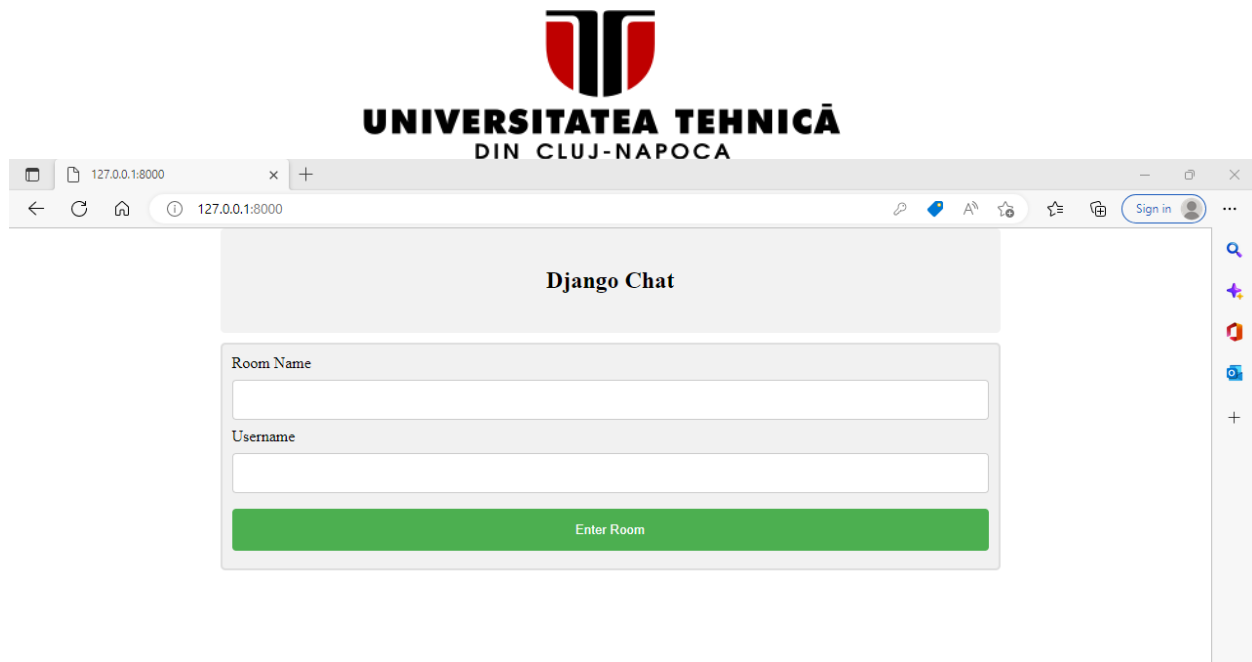 UNIVERSITATEA TEHNICĂ
DIN CLUJ-NAPOCA
127.0.0.1:8000
127.0.0.1:8000
Sign in
Django Chat
Room Name
Username
Enter Room